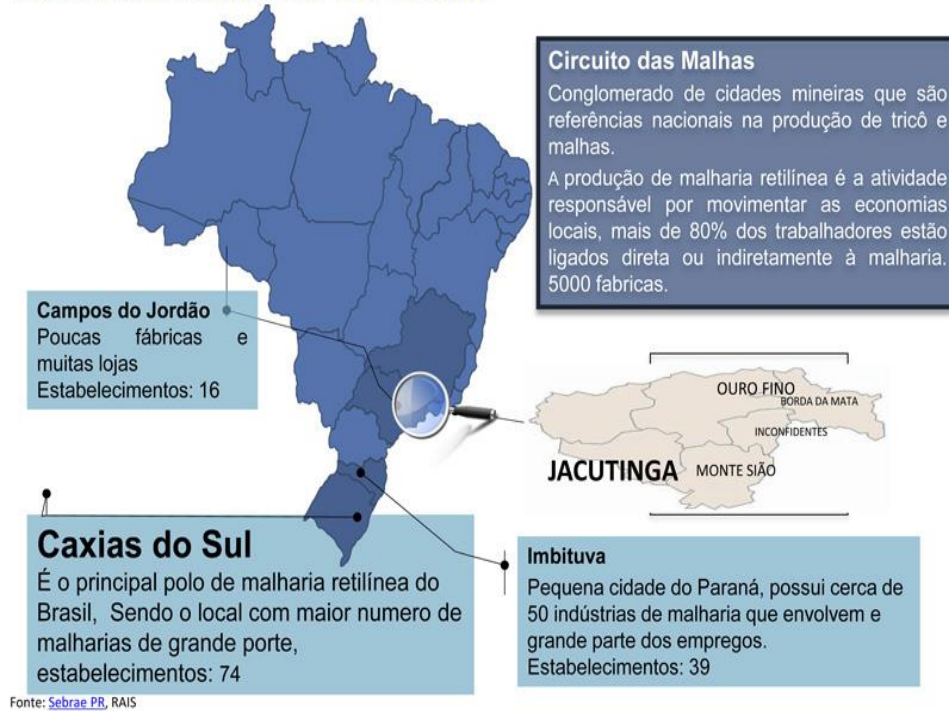 Circuito das Malhas
Conglomerado de cidades mineiras que são
referências nacionais na produção de tricô e
malhas.
A produção de malharia retilínea é a atividade
responsável por movimentar as economias
locais, mais de 80% dos trabalhadores estão
ligados direta ou indiretamente à malharia.
5000 fabricas.
Campos do Jordão
Poucas fábricas e
muitas lojas
Estabelecimentos: 16
OURO FINO
BORDA DA MATA
INCONFIDENTES
JACUTINGA
MONTE SIÃO
Caxias do Sul
É o principal polo de malharia retilínea do
Brasil, Sendo o local com maior numero de
malharias de grande porte,
estabelecimentos: 74
Imbituva
Pequena cidade do Paraná, possui cerca de
50 indústrias de malharia que envolvem e
grande parte dos empregos.
Estabelecimentos: 39
Fonte: Sebrae PR, RAIS